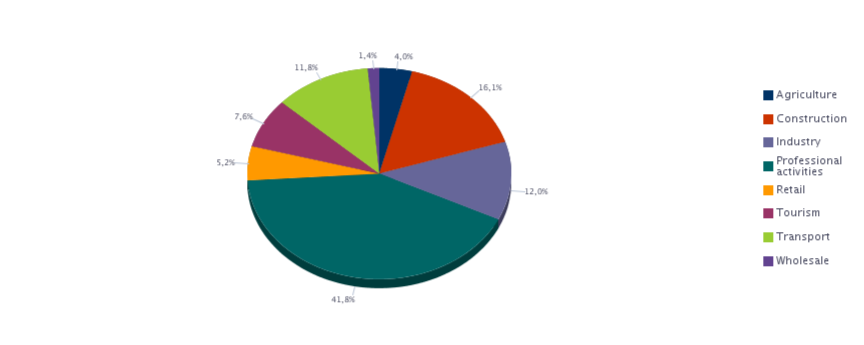 1,4%
4,0%
11,8%
16,1%
7,6%
5,2%
12,0%
41,8%
Agriculture
Construction
Industry
Professional
activities
Retail
Tourism
Transport
Wholesale